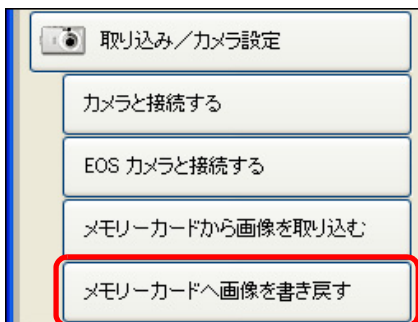 取り込み／カメラ設定
カメラと接続する
EOS カメラと接続する
メモリーカードから画像を取り込む
メモリーカードへ画像を書き戻す